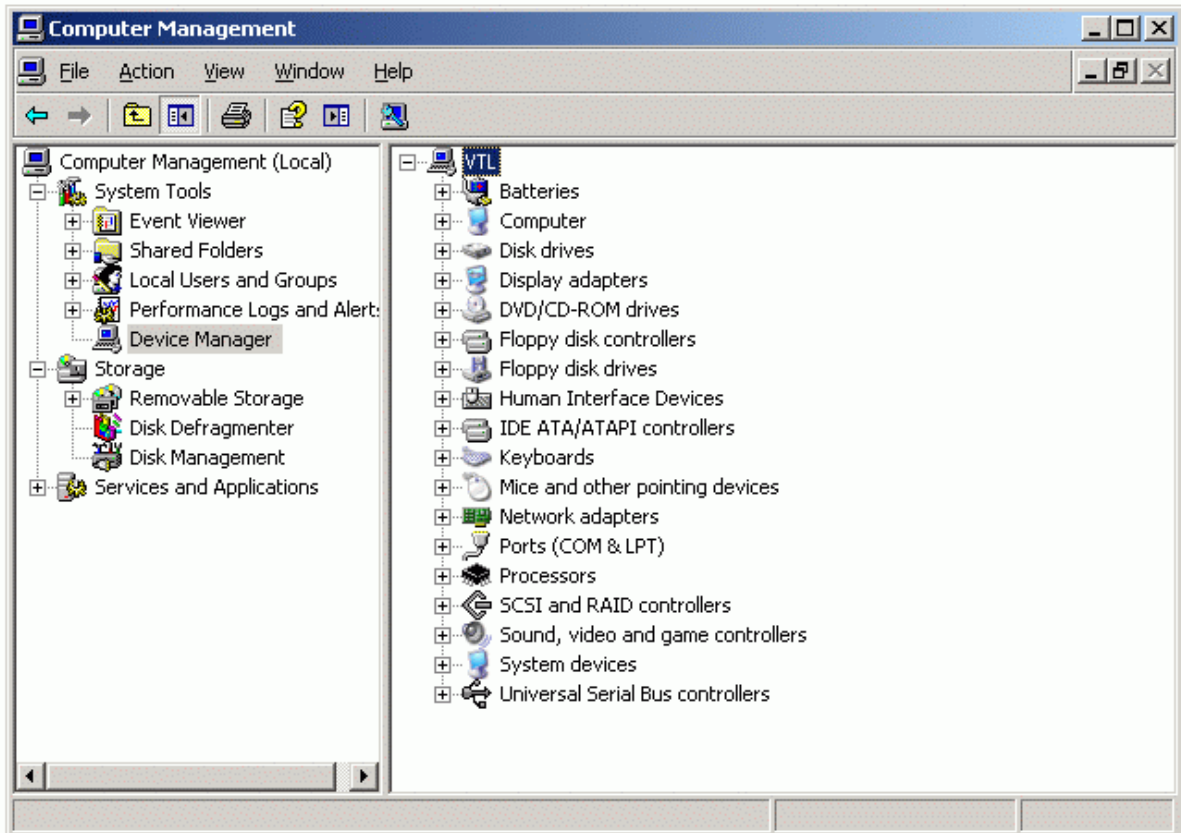 Computer Management
File Action View Window Help
Computer Management (Local)
System Tools
Event Viewer
Shared Folders
Local Users and Groups
Performance Logs and Alert
Device Manager
Storage
Removable Storage
Disk Defragmenter
Disk Management
Services and Applications
VTL
Batteries
Computer
Disk drives
Display adapters
DVD/CD-ROM drives
Floppy disk controllers
Floppy disk drives
Human Interface Devices
IDE ATA/ATAPI controllers
Keyboards
Mice and other pointing devices
Network adapters
Ports (COM & LPT)
Processors
SCSI and RAID controllers
Sound, video and game controllers
System devices
Universal Serial Bus controllers